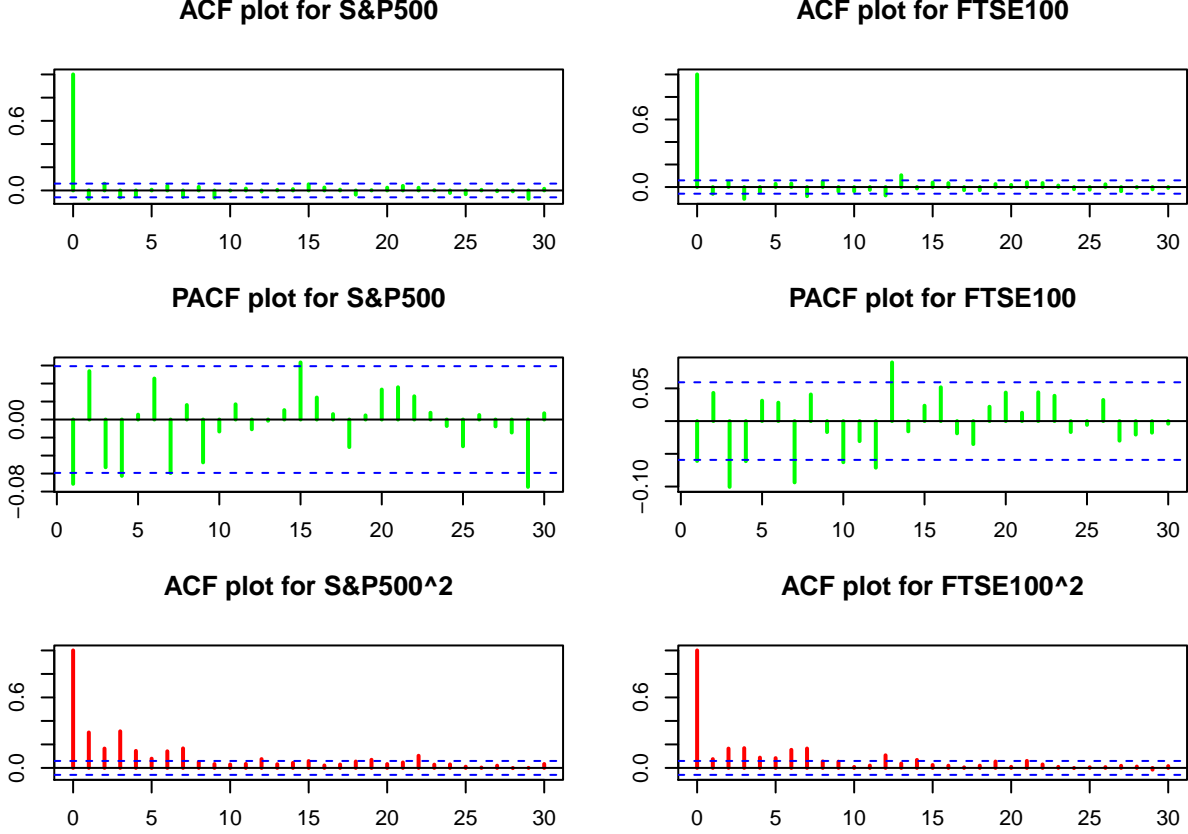 ACF plot for S&P500
0.0 0.6
0 5 10 15 20 25 30
ACF plot for FTSE100
0.0 0.6
0 5 10 15 20 25 30
PACF plot for S&P500
−0.08 0.00
0 5 10 15 20 25 30
PACF plot for FTSE100
−0.10 0.05
0 5 10 15 20 25 30
ACF plot for S&P500^2
0.0 0.6
0 5 10 15 20 25 30
ACF plot for FTSE100^2
0.0 0.6
0 5 10 15 20 25 30